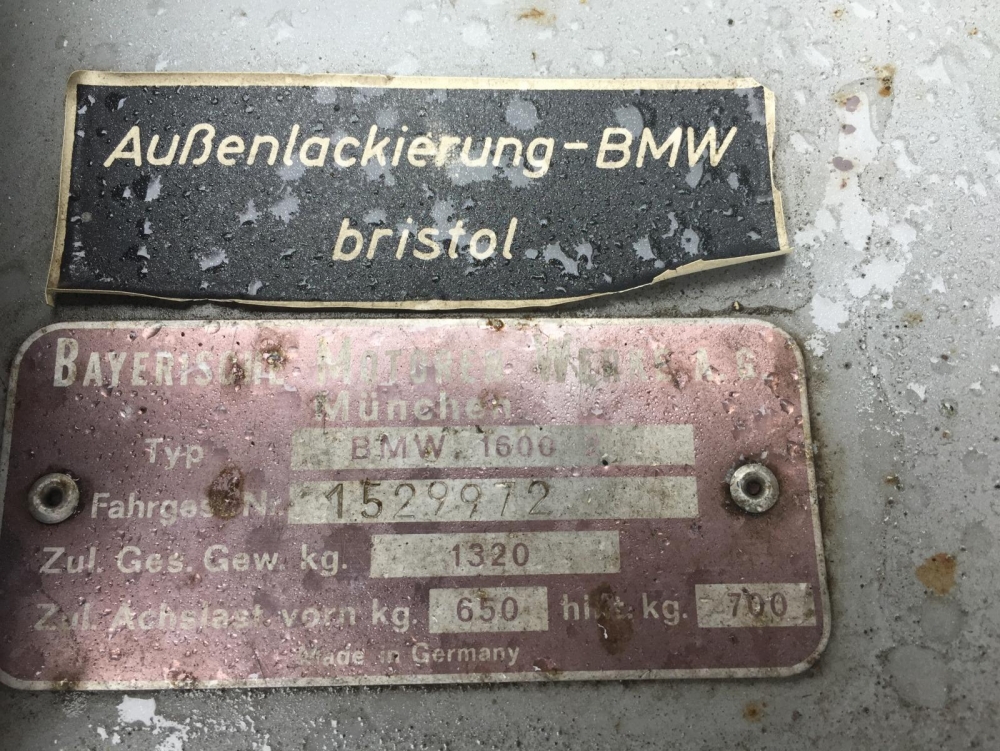 Außenlackierung-BMW
bristol
BAYERISCHE MOTOREN WERKE A.G.
München
Typ BMW 1600
Fahrgest. Nr. 1529972
Zul. Ges. Gew. kg. 1320
Zul. Achslast vorn kg. 650 hint. kg. 700
Made in Germany